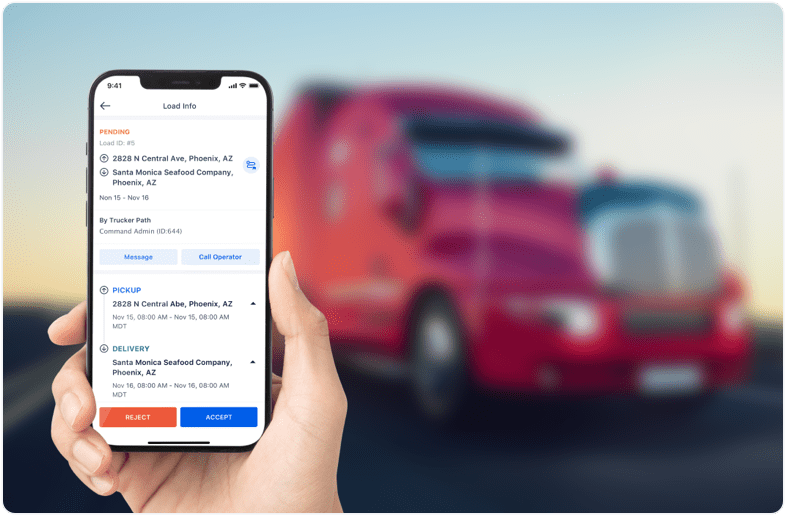 9:41
Load Info
PENDING
Load ID: #5
2828 N Central Ave, Phoenix, AZ
Santa Monica Seafood Company,
Phoenix, AZ
Non 15 - Nov 16
By Trucker Path
Command Admin (ID:644)
Message
Call Operator
PICKUP
2828 N Central Abe, Phoenix, AZ
Nov 15, 08:00 AM - Nov 15, 08:00 AM
MDT
DELIVERY
Santa Monica Seafood Company,
Phoenix, AZ
Nov 16, 08:00 AM - Nov 16, 08:00 AM
MDT
REJECT
ACCEPT